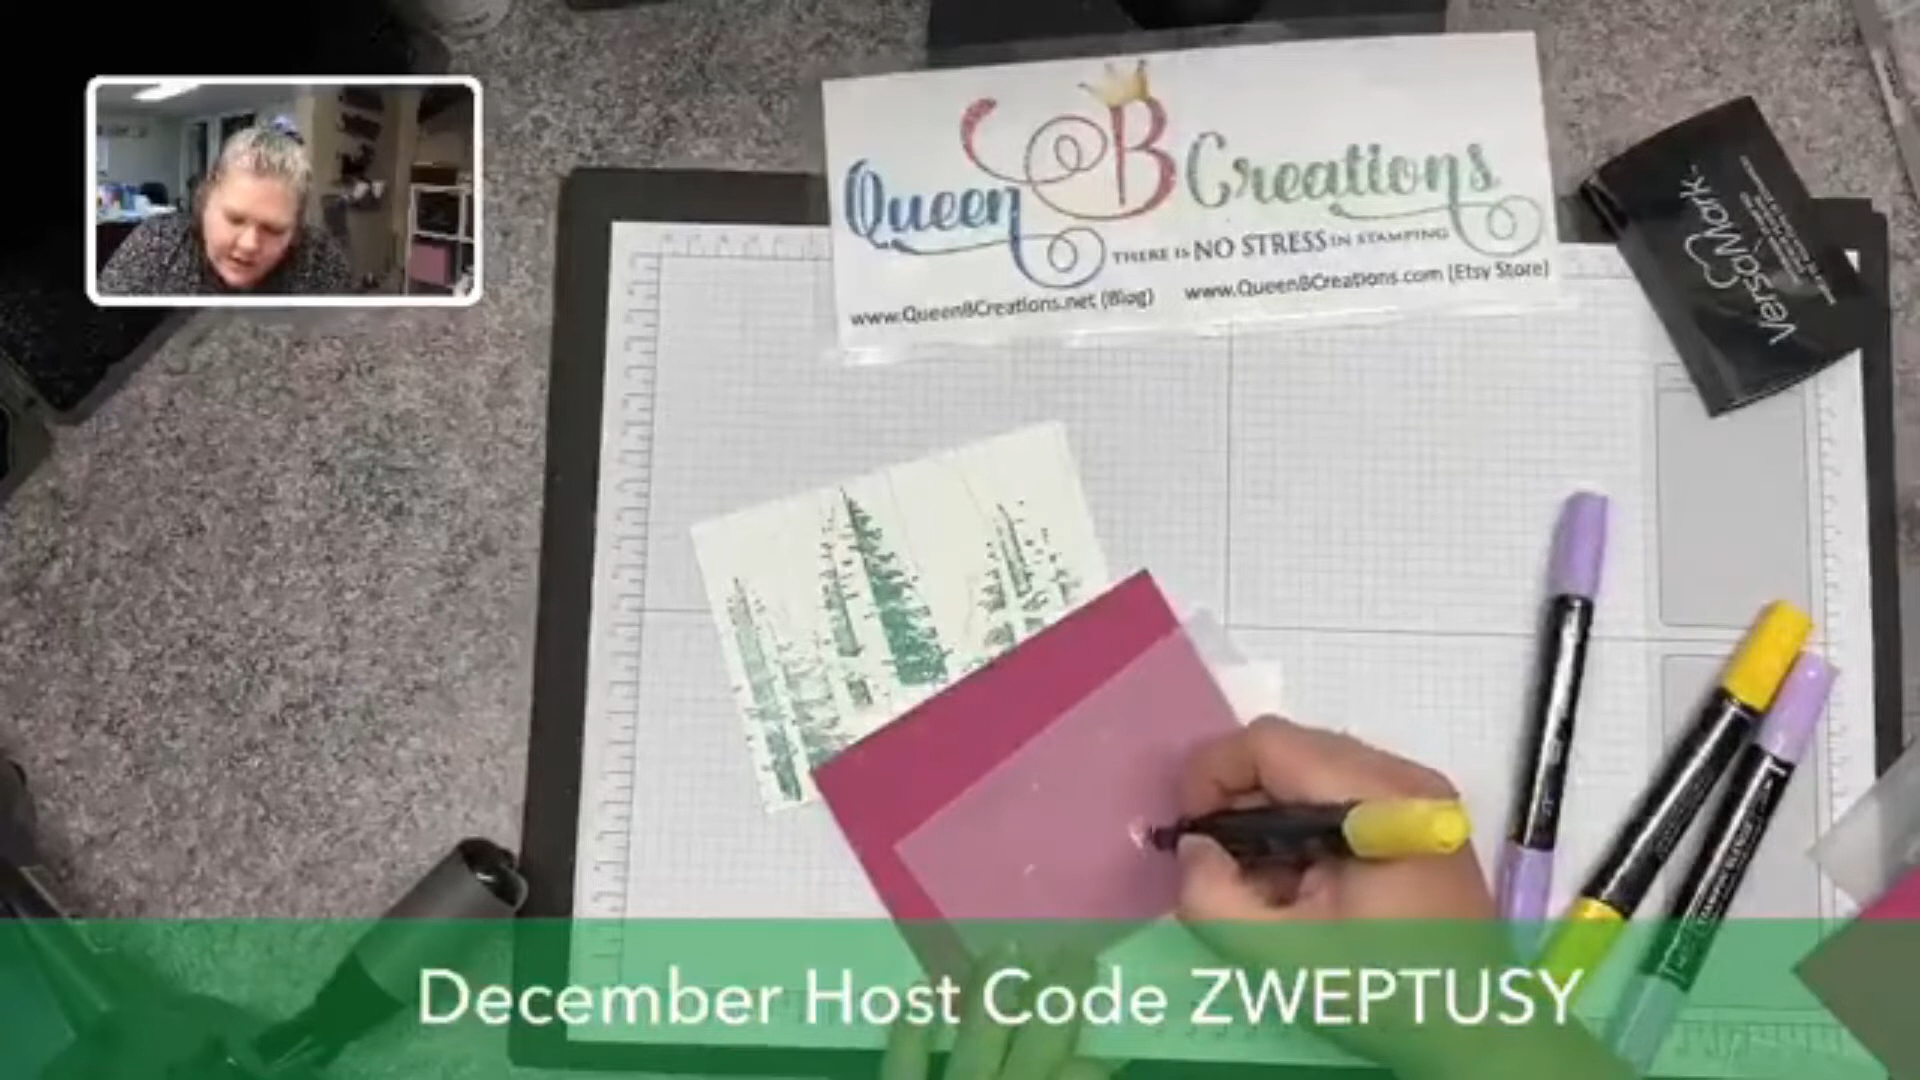 Queen B Creations
THERE is NO STRESS IN STAMPING
www.QueenBCreations.net (Blog) www.QueenBCreations.com (Etsy Store)
VersaMark
December Host Code ZWEPTUSY